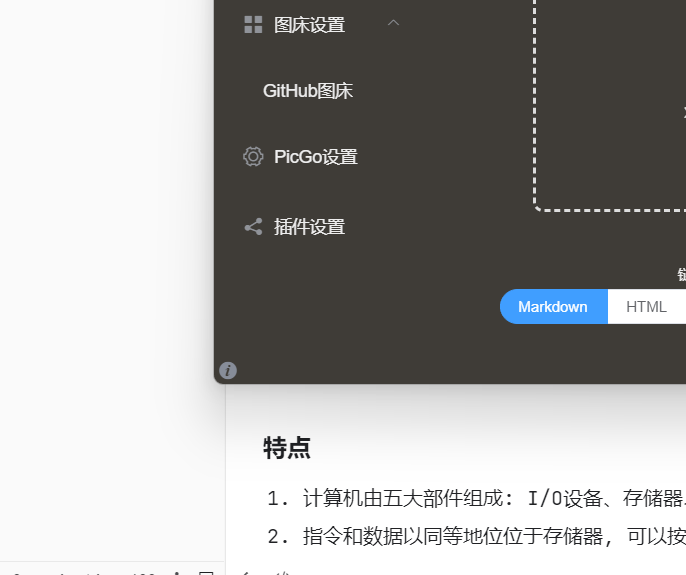 图床设置
GitHub图床
PicGo设置
插件设置
Markdown HTML
特点
1. 计算机由五大部件组成: I/O设备、存储器
2. 指令和数据以同等地位位于存储器, 可以按